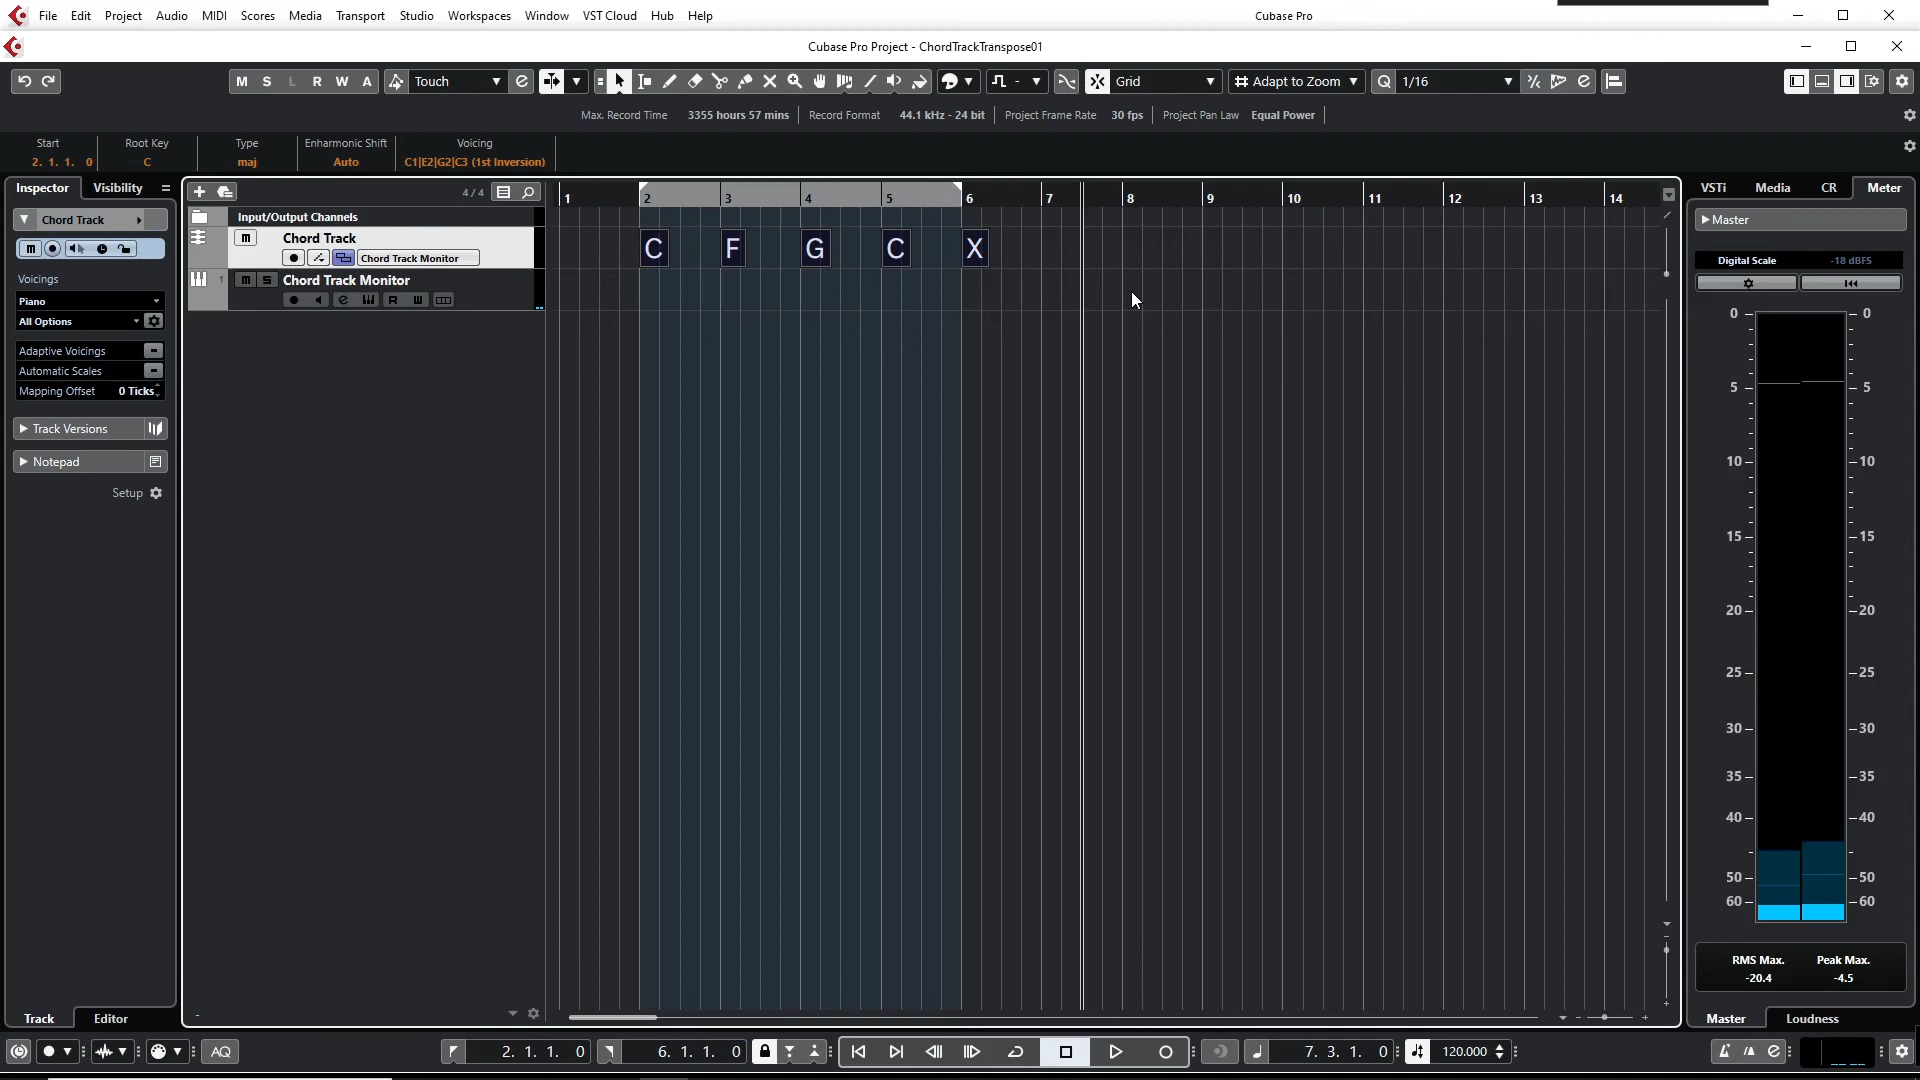 File Edit Project Audio MIDI Scores Media Transport Studio Workspaces Window VST Cloud Hub Help
Cubase Pro
Cubase Pro Project - ChordTrackTranspose01
M S L R W A Touch Grid Adapt to Zoom Q 1/16
Max. Record Time 3355 hours 57 mins Record Format 44.1 kHz - 24 bit Project Frame Rate 30 fps Project Pan Law Equal Power
Start Root Key Type Enharmonic Shift Voicing
2. 1. 1. 0 C maj Auto C1|E2|G2|C3 (1st Inversion)
Inspector Visibility
4 / 4
1 2 3 4 5 6 7 8 9 10 11 12 13 14
VSTi Media CR Meter
Chord Track
Input/Output Channels
Master
m Chord Track
C F G C X
m
Chord Track Monitor
Digital Scale -18 dBFS
Voicings
1 m S Chord Track Monitor
R
Piano
All Options
Adaptive Voicings
Automatic Scales
Mapping Offset 0 Ticks
Track Versions
Notepad
Setup
0 0
5 5
10 10
15 15
20 20
25 25
30 30
35 35
40 40
50 50
60 60
RMS Max. Peak Max.
-20.4 -4.5
Track Editor
Master Loudness
AQ 2. 1. 1. 0 6. 1. 1. 0 7. 3. 1. 0 120.000